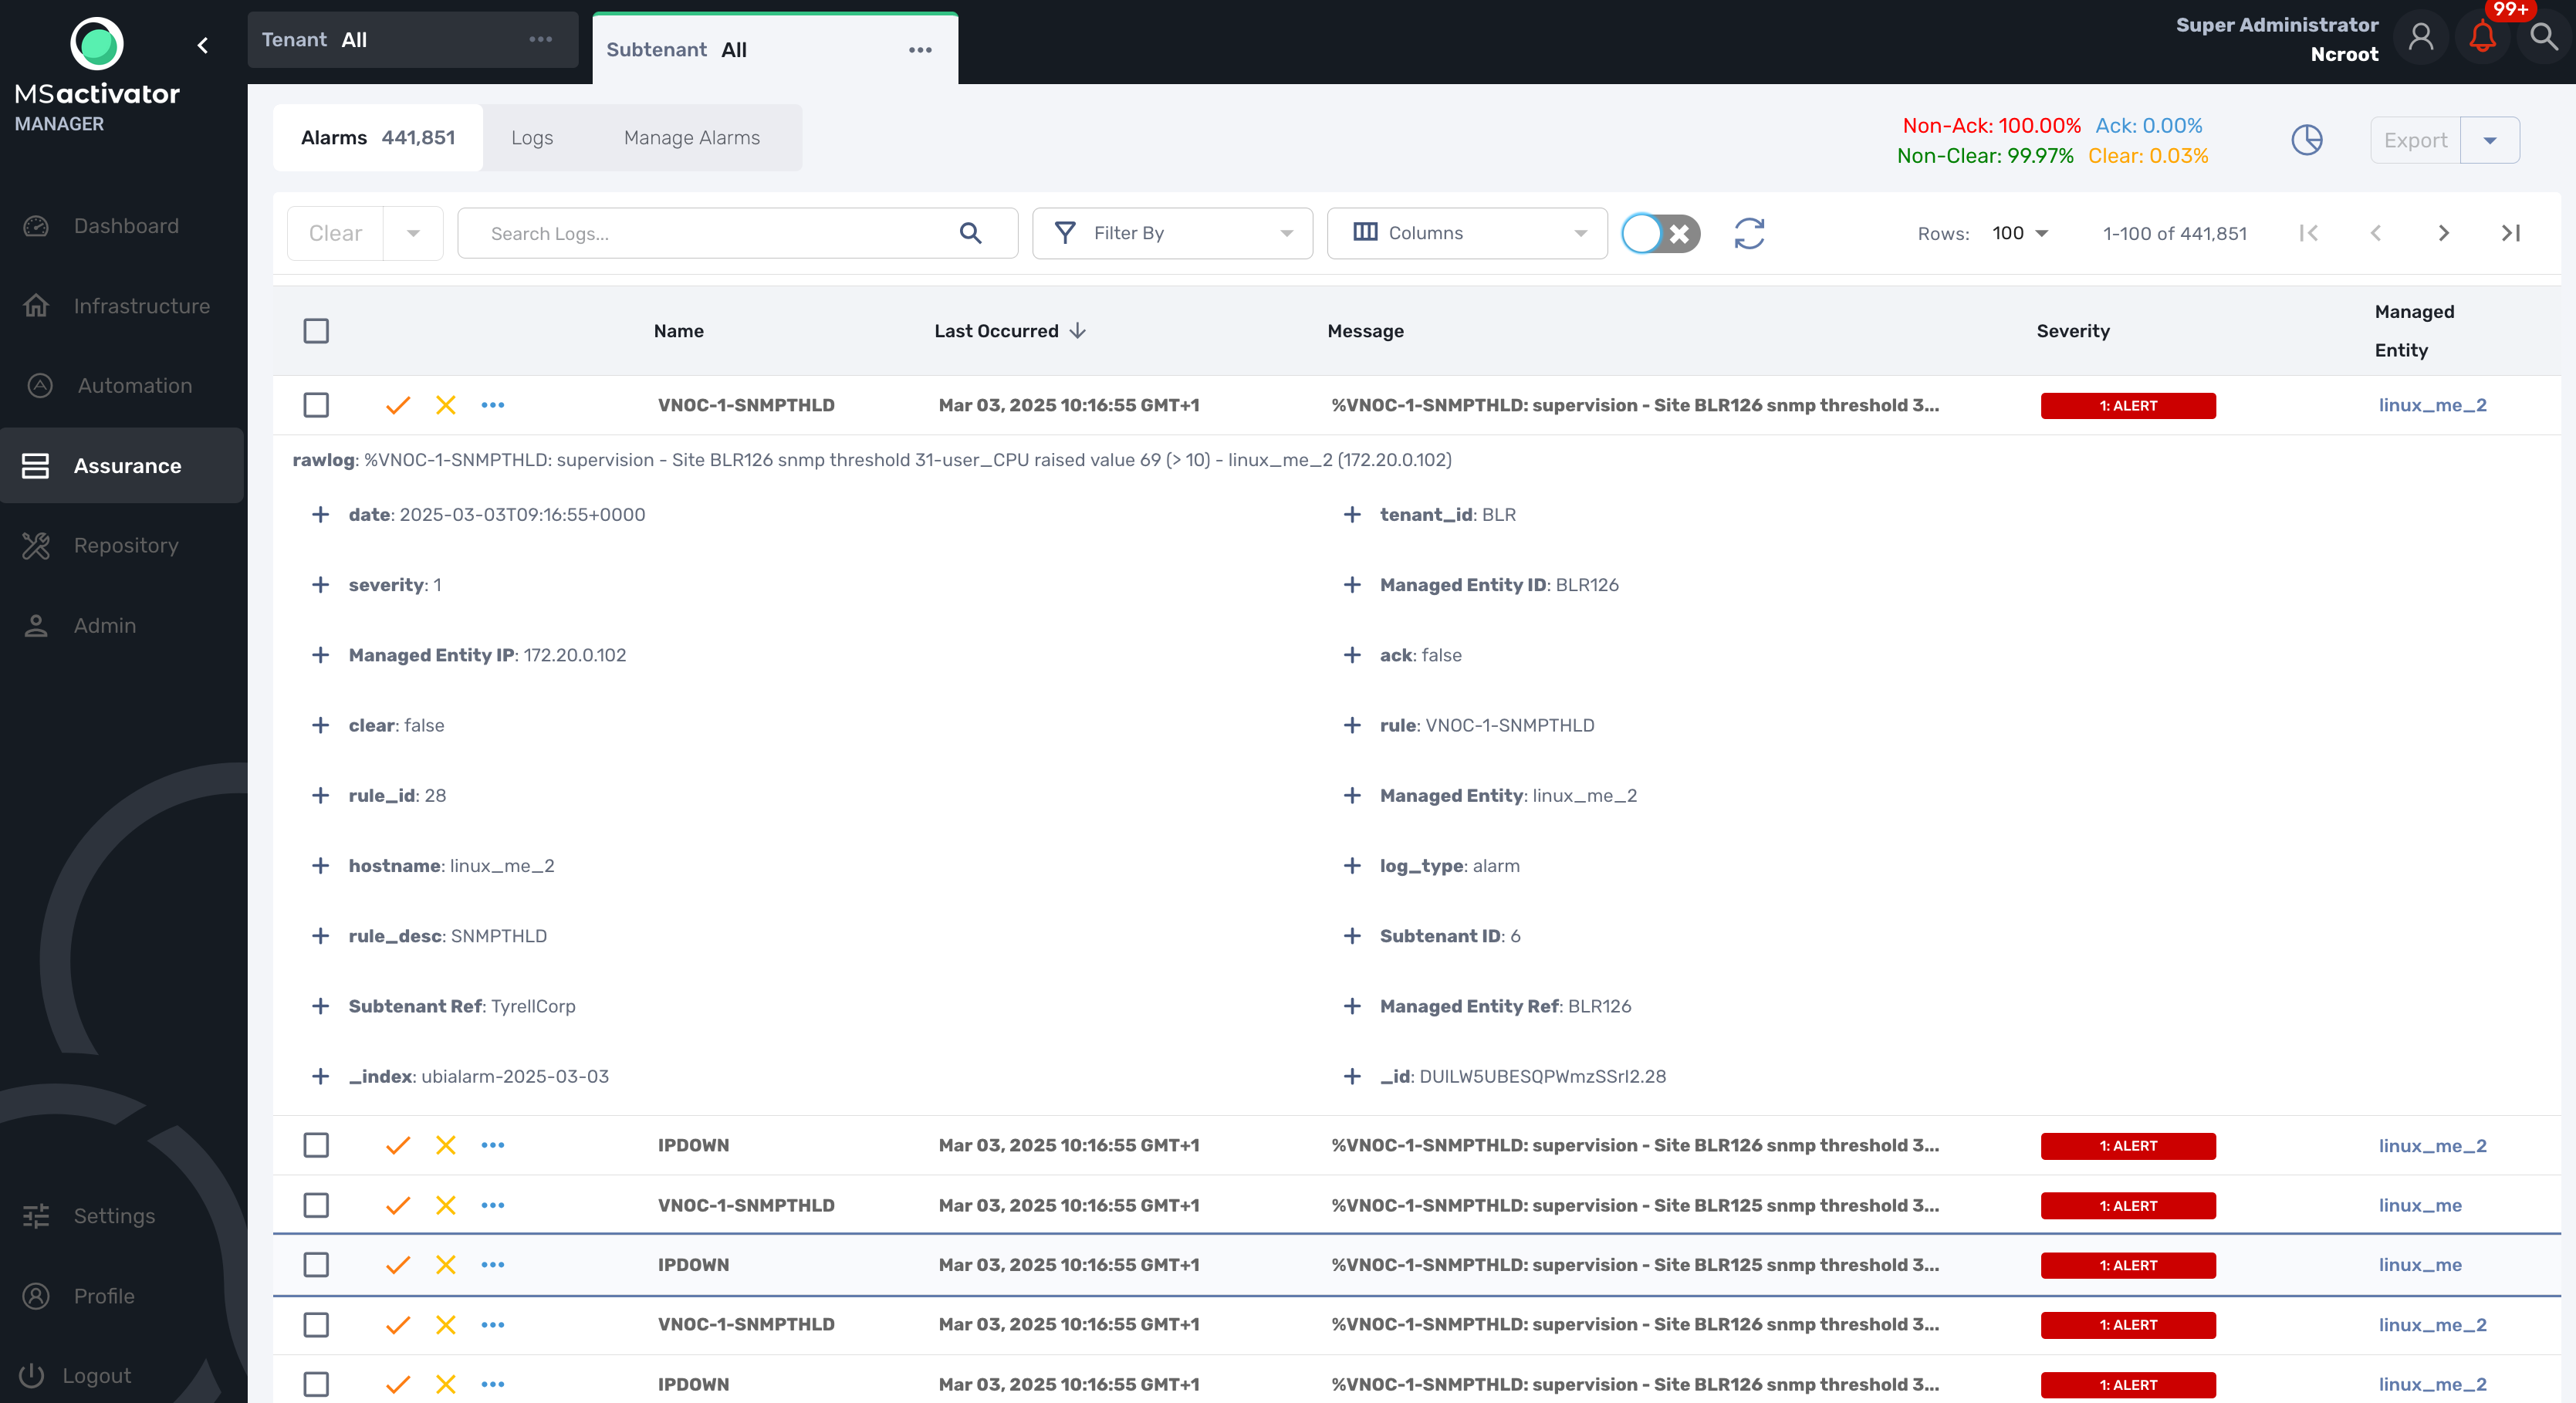 MSactivator
MANAGER
Tenant All
Subtenant All
Super Administrator
Ncroot
99+
Dashboard
Infrastructure
Automation
Assurance
Repository
Admin
Settings
Profile
Logout
Alarms 441,851 Logs Manage Alarms
Non-Ack: 100.00% Ack: 0.00%
Non-Clear: 99.97% Clear: 0.03%
Export
Clear Search Logs... Filter By Columns Rows: 100 1-100 of 441,851
Name Last Occurred Message Severity Managed Entity
VNOC-1-SNMPTHLD Mar 03, 2025 10:16:55 GMT+1 %VNOC-1-SNMPTHLD: supervision - Site BLR126 snmp threshold 3... 1: ALERT linux_me_2
rawlog: %VNOC-1-SNMPTHLD: supervision - Site BLR126 snmp threshold 31-user_CPU raised value 69 (> 10) - linux_me_2 (172.20.0.102)
date: 2025-03-03T09:16:55+0000 tenant_id: BLR
severity: 1 Managed Entity ID: BLR126
Managed Entity IP: 172.20.0.102 ack: false
clear: false rule: VNOC-1-SNMPTHLD
rule_id: 28 Managed Entity: linux_me_2
hostname: linux_me_2 log_type: alarm
rule_desc: SNMPTHLD Subtenant ID: 6
Subtenant Ref: TyrellCorp Managed Entity Ref: BLR126
_index: ubialarm-2025-03-03 _id: DUlLW5UBESQPWmzSSrI2.28
IPDOWN Mar 03, 2025 10:16:55 GMT+1 %VNOC-1-SNMPTHLD: supervision - Site BLR126 snmp threshold 3... 1: ALERT linux_me_2
VNOC-1-SNMPTHLD Mar 03, 2025 10:16:55 GMT+1 %VNOC-1-SNMPTHLD: supervision - Site BLR125 snmp threshold 3... 1: ALERT linux_me
IPDOWN Mar 03, 2025 10:16:55 GMT+1 %VNOC-1-SNMPTHLD: supervision - Site BLR125 snmp threshold 3... 1: ALERT linux_me
VNOC-1-SNMPTHLD Mar 03, 2025 10:16:55 GMT+1 %VNOC-1-SNMPTHLD: supervision - Site BLR126 snmp threshold 3... 1: ALERT linux_me_2
IPDOWN Mar 03, 2025 10:16:55 GMT+1 %VNOC-1-SNMPTHLD: supervision - Site BLR126 snmp threshold 3... 1: ALERT linux_me_2